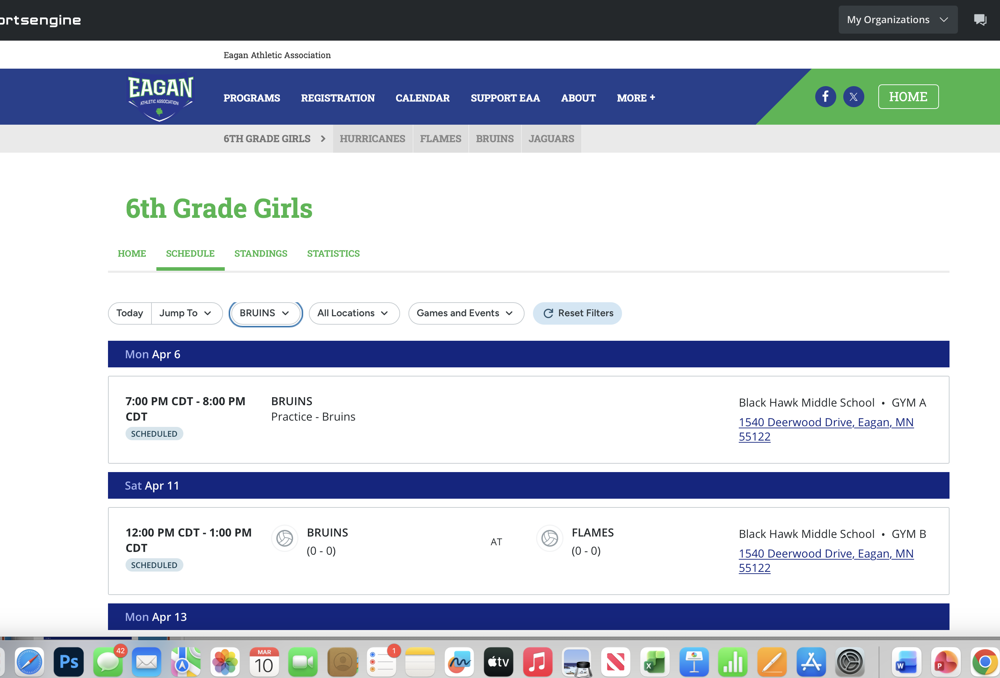 ortsengine
My Organizations
Eagan Athletic Association
EAGAN
ATHLETIC ASSOCIATION
PROGRAMS REGISTRATION CALENDAR SUPPORT EAA ABOUT MORE +
f X HOME
6TH GRADE GIRLS > HURRICANES FLAMES BRUINS JAGUARS
6th Grade Girls
HOME SCHEDULE STANDINGS STATISTICS
Today Jump To BRUINS All Locations Games and Events Reset Filters
Mon Apr 6
7:00 PM CDT - 8:00 PM
CDT
SCHEDULED
BRUINS
Practice - Bruins
Black Hawk Middle School • GYM A
1540 Deerwood Drive, Eagan, MN
55122
Sat Apr 11
12:00 PM CDT - 1:00 PM
CDT
SCHEDULED
BRUINS
(0 - 0)
AT
FLAMES
(0 - 0)
Black Hawk Middle School • GYM B
1540 Deerwood Drive, Eagan, MN
55122
Mon Apr 13
Ps
42
MAR
10
1
tv
X
W
P